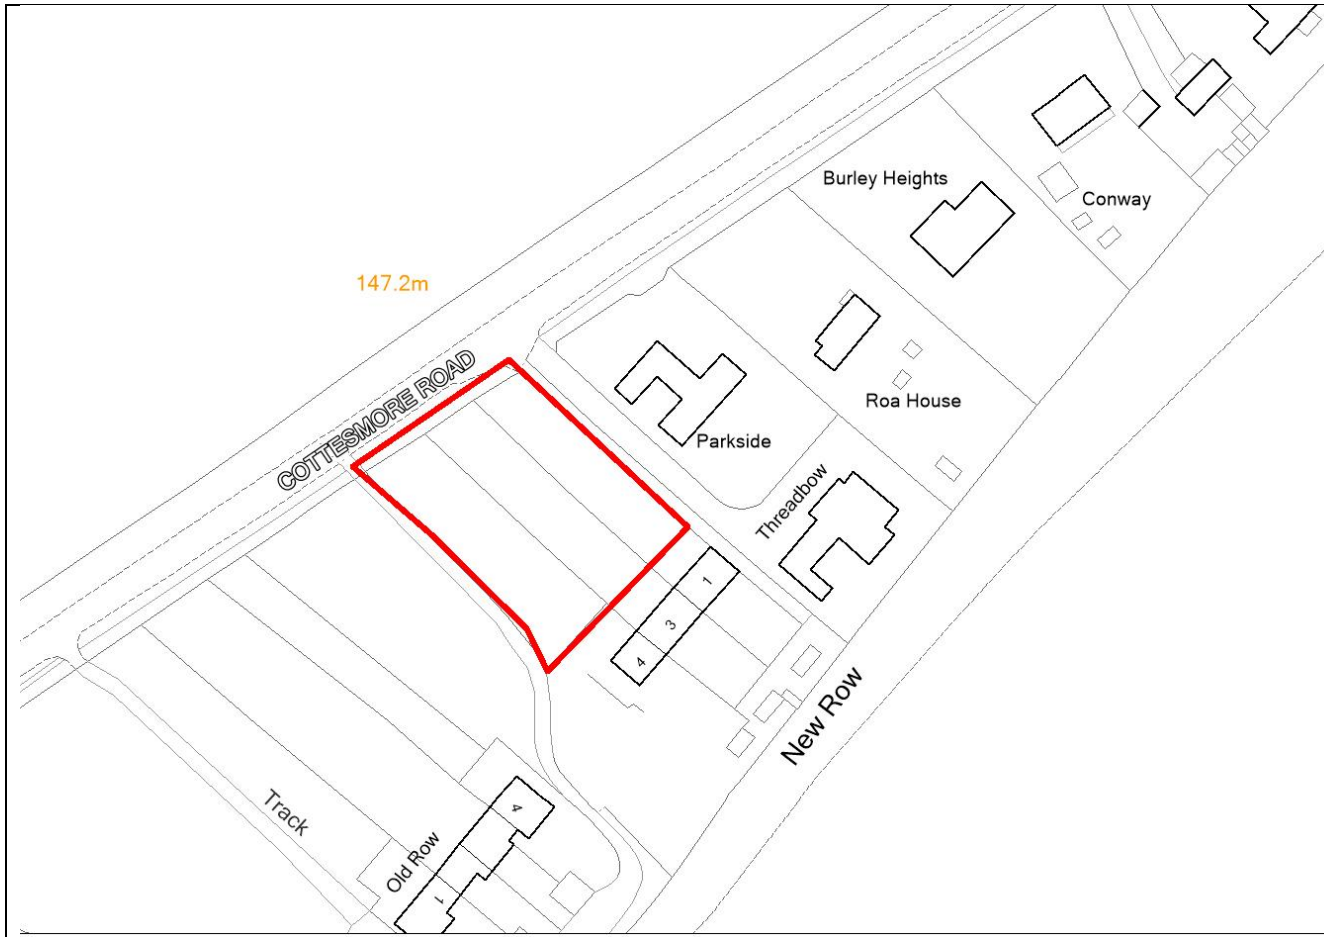 Burley Heights
Conway
147.2m
COTTESMORE ROAD
Roa House
Parkside
Threadbow
1
3
4
New Row
Track
Old Row
4
1